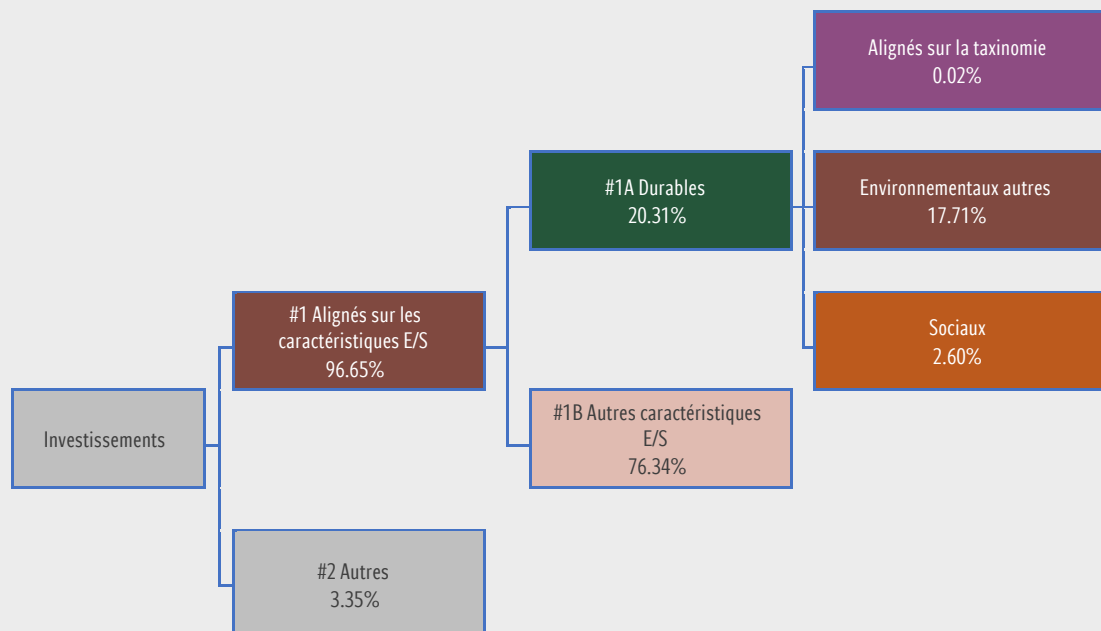 Alignés sur la taxinomie
0.02%
#1A Durables
20.31%
Environnementaux autres
17.71%
#1 Alignés sur les
caractéristiques E/S
96.65%
Sociaux
2.60%
Investissements
#1B Autres caractéristiques
E/S
76.34%
#2 Autres
3.35%